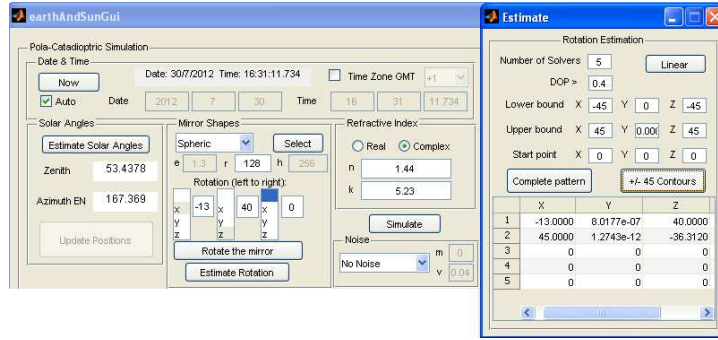 earthAndSunGui
Pola-Catadioptric Simulation
Date & Time
Now
Date: 30/7/2012 Time: 16:31:11.734
Time Zone GMT +1
Auto Date 2012 7 30 Time 16 31 11.734
Solar Angles
Estimate Solar Angles
Zenith 53.4378
Azimuth EN 167.369
Update Positions
Mirror Shapes
Spheric Select
e 1.3 r 128 h 256
Rotation (left to right):
x y z -13 x y z 40 x y z 0
Rotate the mirror
Estimate Rotation
Refractive Index
Real Complex
n 1.44
k 5.23
Simulate
Noise
No Noise m 0
v 0.04
Estimate
Rotation Estimation
Number of Solvers 5 Linear
DOP > 0.4
Lower bound X -45 Y 0 Z -45
Upper bound X 45 Y 0.00 Z 45
Start point X 0 Y 0 Z 0
Complete pattern +/- 45 Contours
X Y Z
1 -13.0000 8.0177e-07 40.0000
2 45.0000 1.2743e-12 -36.3120
3 0 0 0
4 0 0 0
5 0 0 0